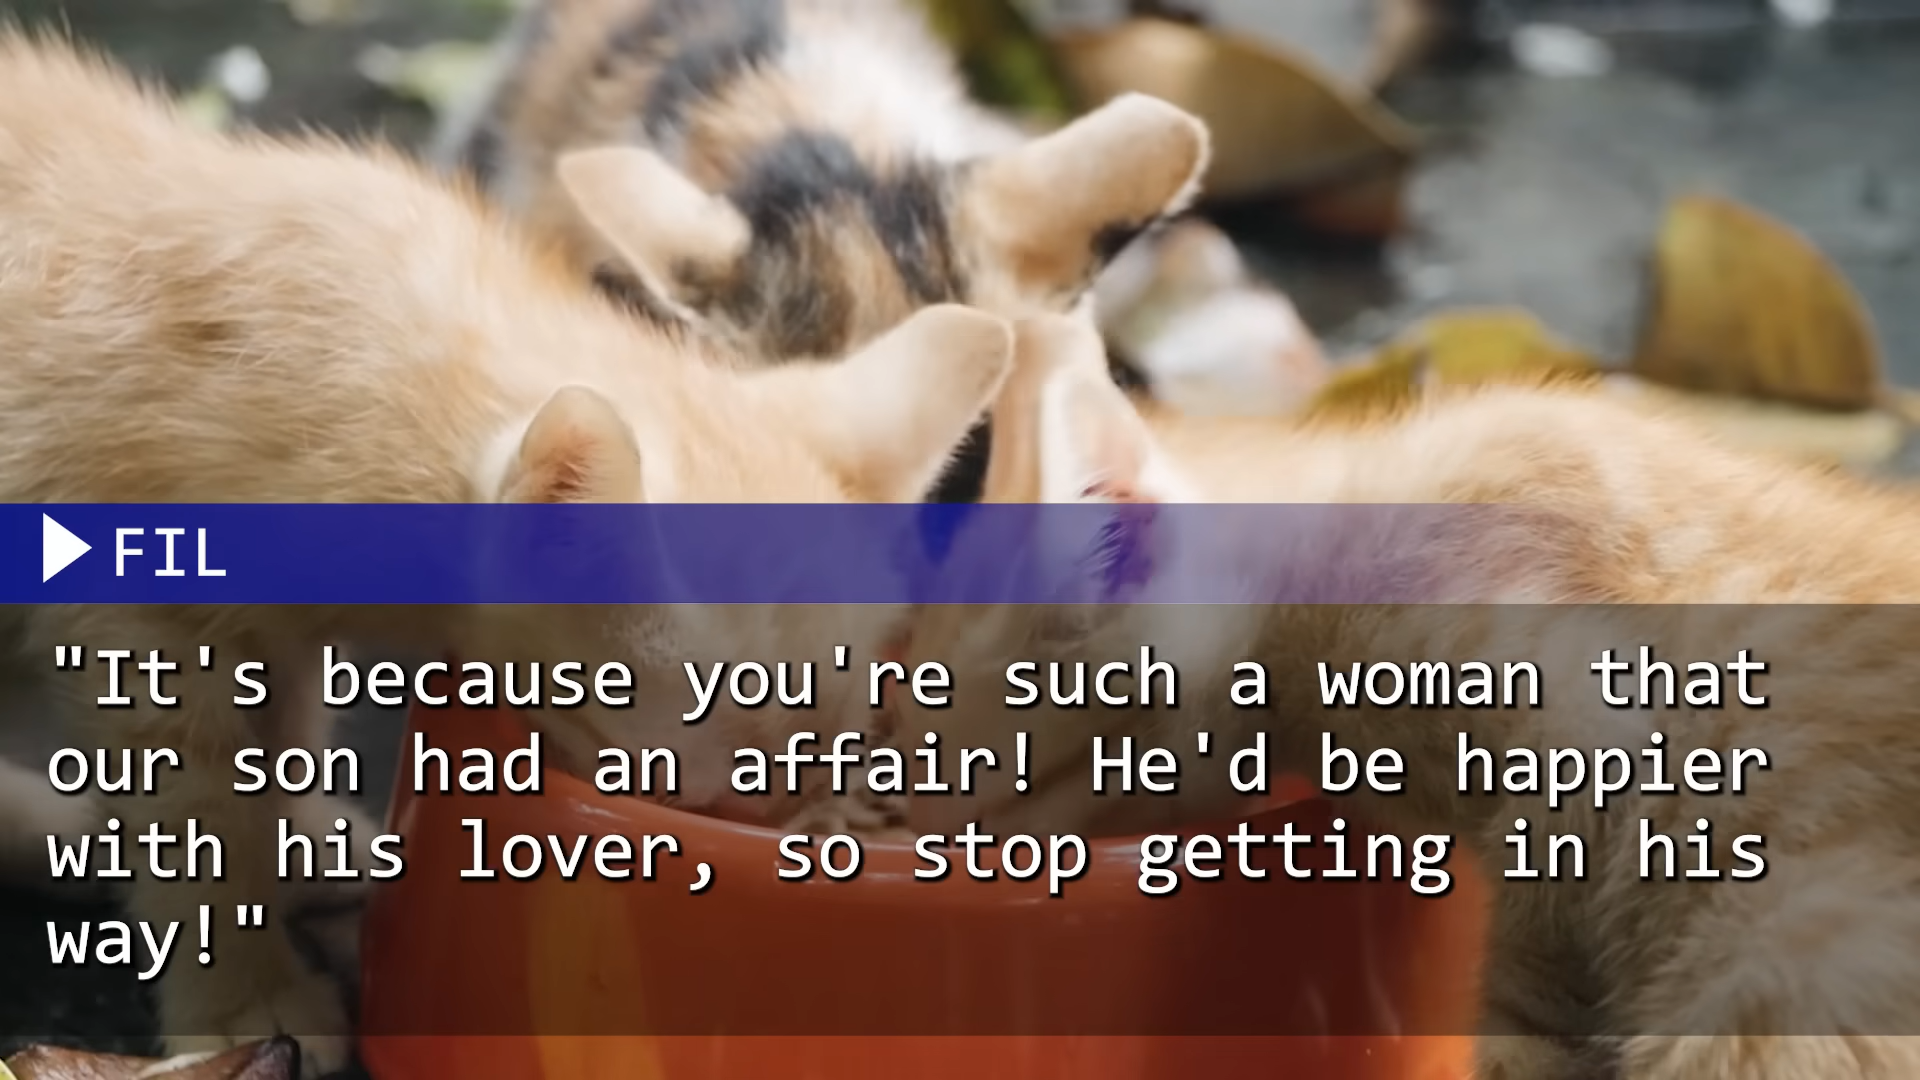 FIL
"It's because you're such a woman that
our son had an affair! He'd be happier
with his lover, so stop getting in his
way!"